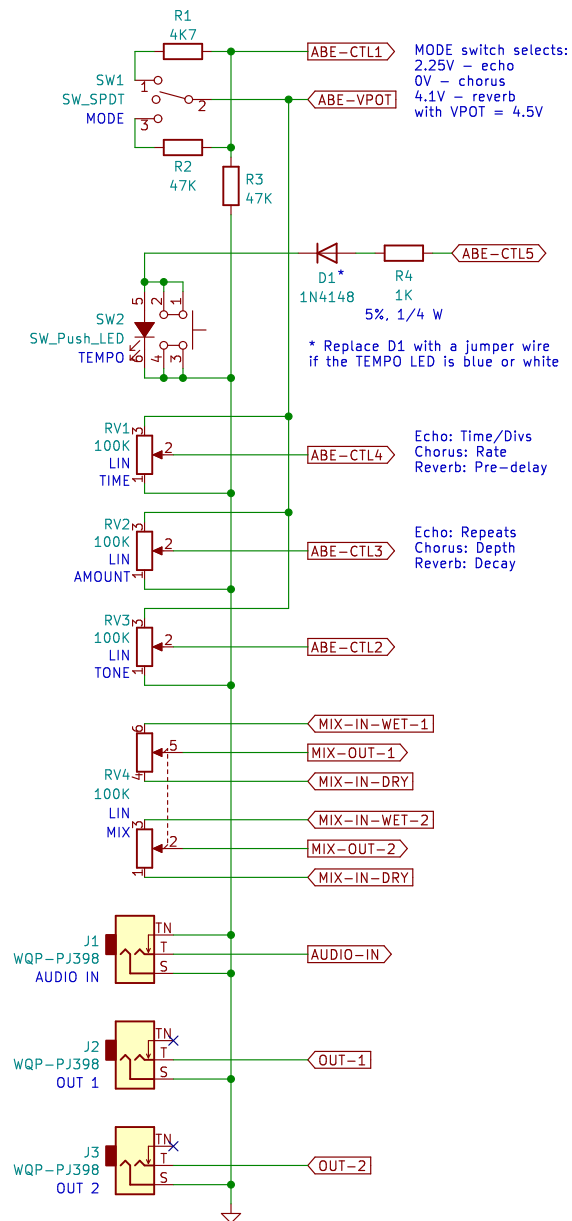 R1
4K7
ABE-CTL1
MODE switch selects:
2.25V – echo
0V – chorus
4.1V – reverb
with VPOT = 4.5V
SW1
SW_SPDT
MODE
1
2
3
ABE-VPOT
R2
47K
R3
47K
D1*
1N4148
R4
1K
5%, 1/4 W
ABE-CTL5
* Replace D1 with a jumper wire
if the TEMPO LED is blue or white
SW2
SW_Push_LED
TEMPO
5
2
1
6
4
3
RV1
100K
LIN
TIME
3
2
1
ABE-CTL4
Echo: Time/Divs
Chorus: Rate
Reverb: Pre-delay
RV2
100K
LIN
AMOUNT
3
2
1
ABE-CTL3
Echo: Repeats
Chorus: Depth
Reverb: Decay
RV3
100K
LIN
TONE
3
2
1
ABE-CTL2
6
5
4
MIX-IN-WET-1
MIX-OUT-1
MIX-IN-DRY
RV4
100K
LIN
MIX
3
2
1
MIX-IN-WET-2
MIX-OUT-2
MIX-IN-DRY
J1
WQP-PJ398
AUDIO IN
TN
T
S
AUDIO-IN
J2
WQP-PJ398
OUT 1
TN
T
S
OUT-1
J3
WQP-PJ398
OUT 2
TN
T
S
OUT-2